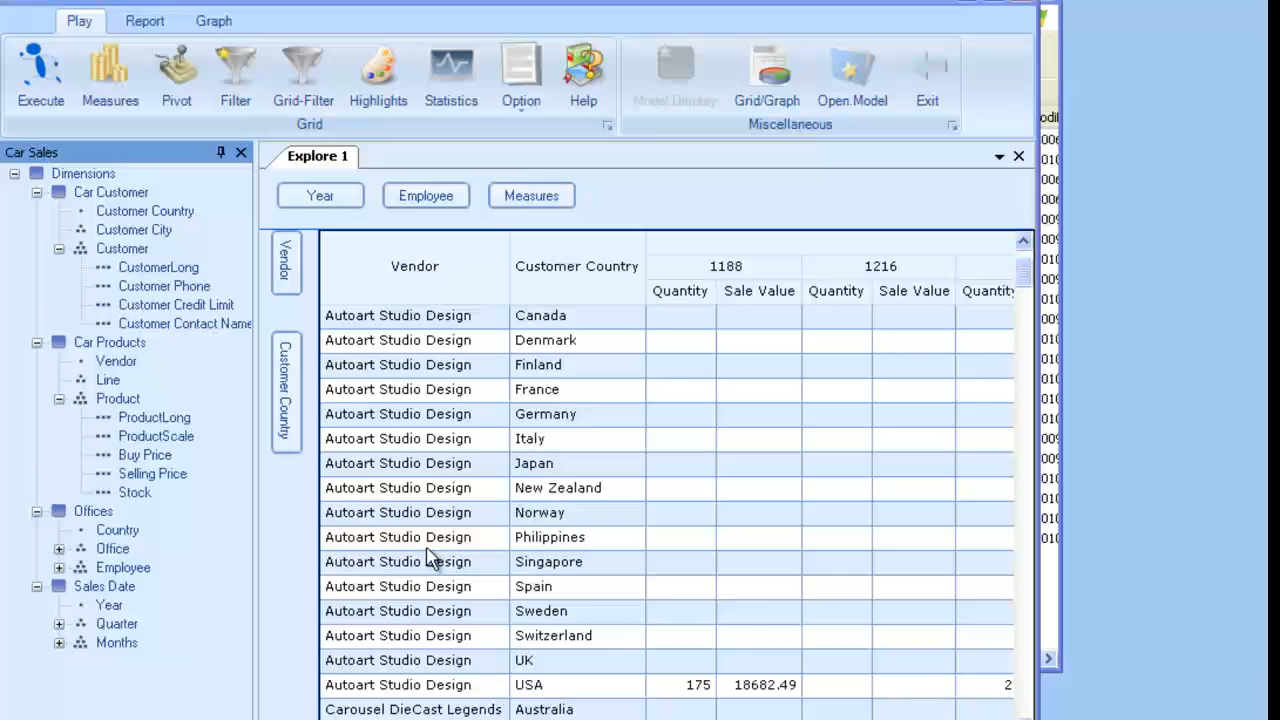 Play Report Graph
Execute Measures Pivot Filter Grid-Filter Highlights Statistics Option Help Model Display Grid/Graph Open.Model Exit
Grid Miscellaneous
Car Sales
Dimensions
Car Customer
Customer Country
Customer City
Customer
CustomerLong
Customer Phone
Customer Credit Limit
Customer Contact Name
Car Products
Vendor
Line
Product
ProductLong
ProductScale
Buy Price
Selling Price
Stock
Offices
Country
Office
Employee
Sales Date
Year
Quarter
Months
Explore 1
Year Employee Measures
Vendor
Customer Country
Vendor Customer Country 1188 1216
Quantity Sale Value Quantity Sale Value Quantity
Autoart Studio Design Canada
Autoart Studio Design Denmark
Autoart Studio Design Finland
Autoart Studio Design France
Autoart Studio Design Germany
Autoart Studio Design Italy
Autoart Studio Design Japan
Autoart Studio Design New Zealand
Autoart Studio Design Norway
Autoart Studio Design Philippines
Autoart Studio Design Singapore
Autoart Studio Design Spain
Autoart Studio Design Sweden
Autoart Studio Design Switzerland
Autoart Studio Design UK
Autoart Studio Design USA 175 18682.49 2
Carousel DieCast Legends Australia